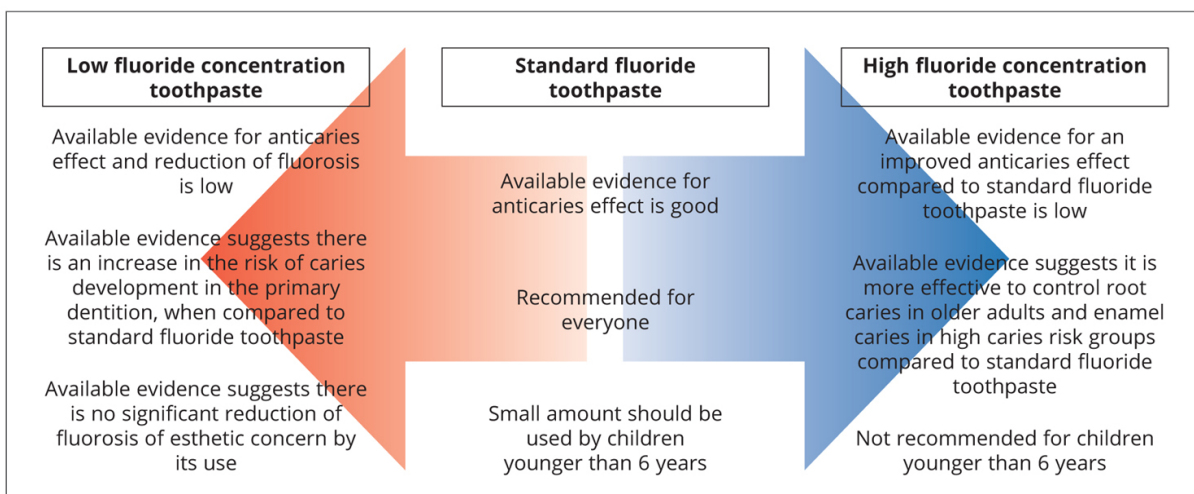 Low fluoride concentration
toothpaste
Available evidence for anticaries
effect and reduction of fluorosis
is low
Available evidence suggests there
is an increase in the risk of caries
development in the primary
dentition, when compared to
standard fluoride toothpaste
Available evidence suggests there
is no significant reduction of
fluorosis of esthetic concern by
its use
Standard fluoride
toothpaste
Available evidence for
anticaries effect is good
Recommended for
everyone
Small amount should be
used by children
younger than 6 years
High fluoride concentration
toothpaste
Available evidence for an
improved anticaries effect
compared to standard fluoride
toothpaste is low
Available evidence suggests it is
more effective to control root
caries in older adults and enamel
caries in high caries risk groups
compared to standard fluoride
toothpaste
Not recommended for children
younger than 6 years